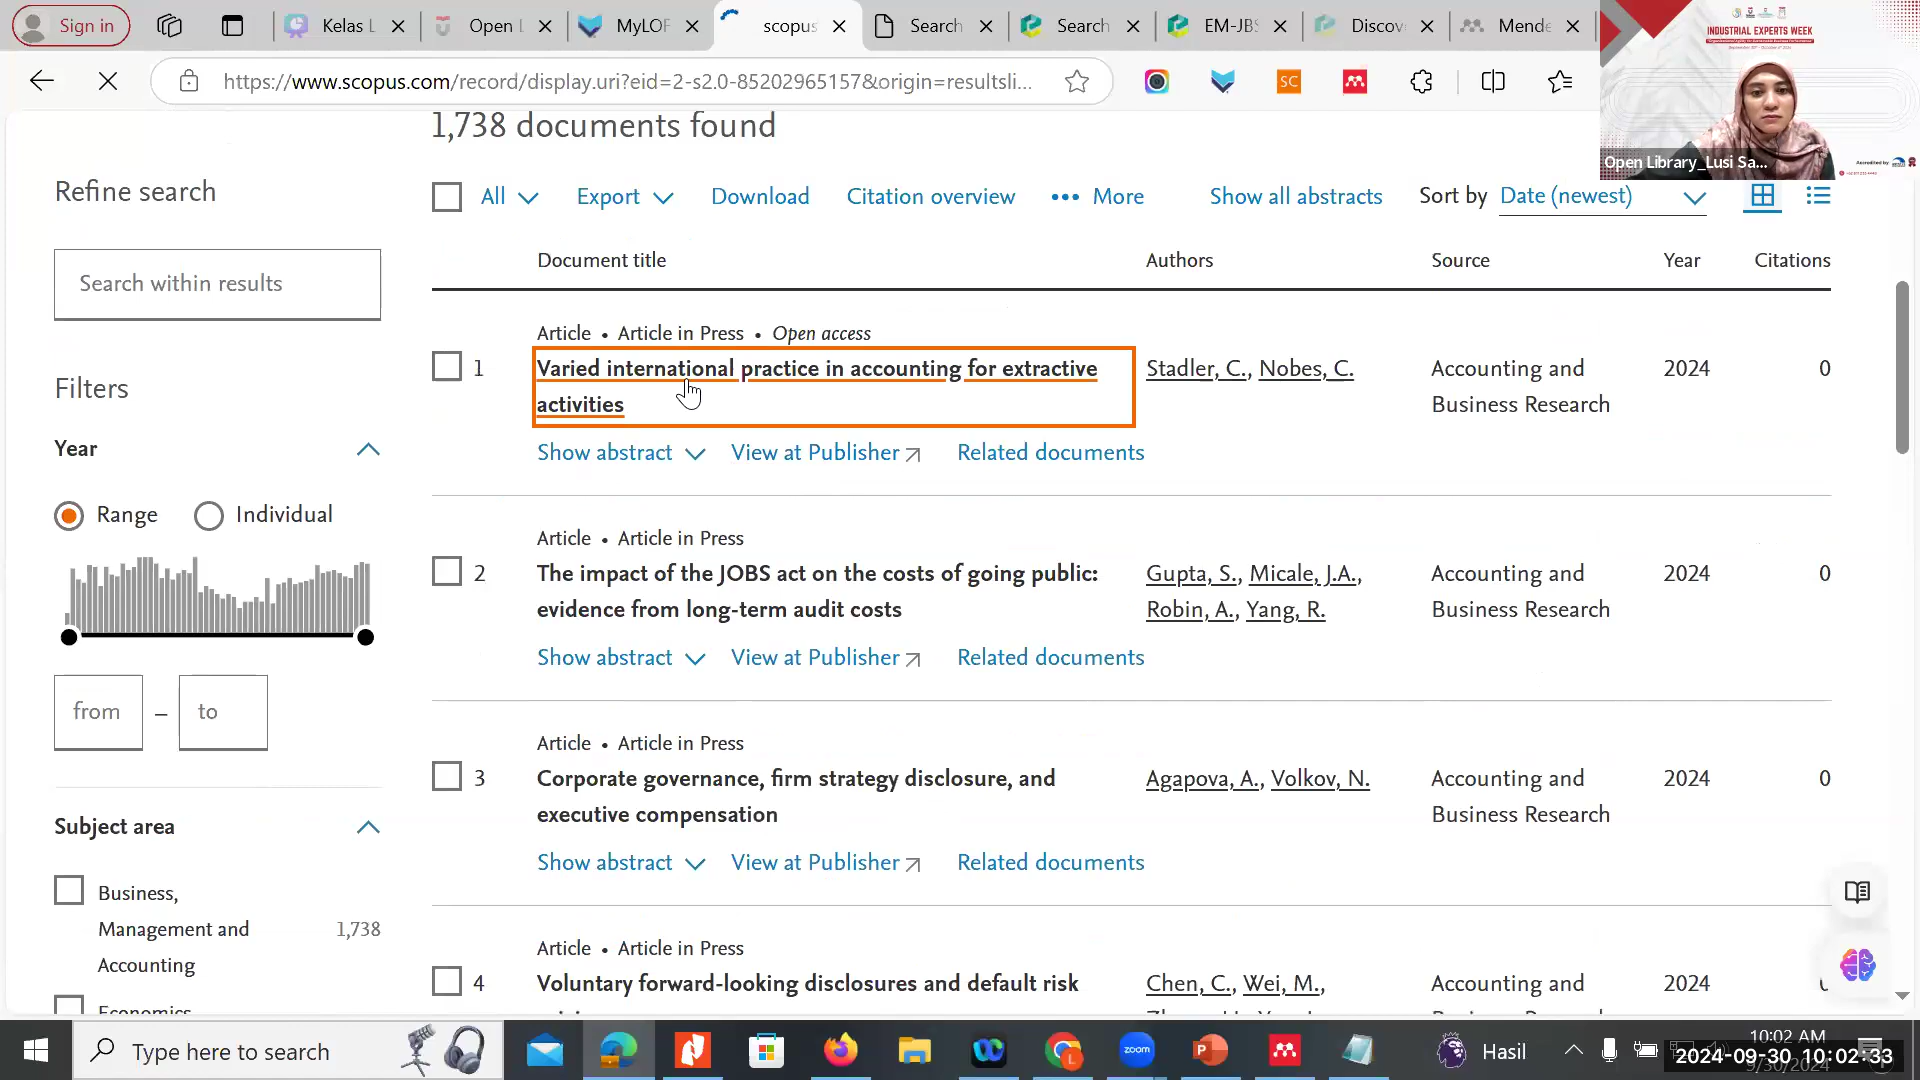 Sign in
Kelas L
Open L
MyLOF
scopus
Search
Search
EM-JBS
Discov
Mende
https://www.scopus.com/record/display.uri?eid=2-s2.0-85202965157&origin=resultsli...
INDUSTRIAL EXPERTS WEEK
Open Library_Lusi Sa...
Accredited by
1,738 documents found
Refine search
Search within results
Filters
Year
Range Individual
from – to
Subject area
Business,
Management and
Accounting
1,738
Economics
All Export Download Citation overview ••• More Show all abstracts Sort by Date (newest)
Document title Authors Source Year Citations
Article • Article in Press • Open access
1 Varied international practice in accounting for extractive Stadler, C., Nobes, C. Accounting and 2024 0
activities Business Research
Show abstract View at Publisher Related documents
Article • Article in Press
2 The impact of the JOBS act on the costs of going public: Gupta, S., Micale, J.A., Accounting and 2024 0
evidence from long-term audit costs Robin, A., Yang, R. Business Research
Show abstract View at Publisher Related documents
Article • Article in Press
3 Corporate governance, firm strategy disclosure, and Agapova, A., Volkov, N. Accounting and 2024 0
executive compensation Business Research
Show abstract View at Publisher Related documents
Article • Article in Press
4 Voluntary forward-looking disclosures and default risk Chen, C., Wei, M., Accounting and 2024
Type here to search
zoom
Hasil
10:02 AM
9/30/2024
2024-09-30 10:02:33